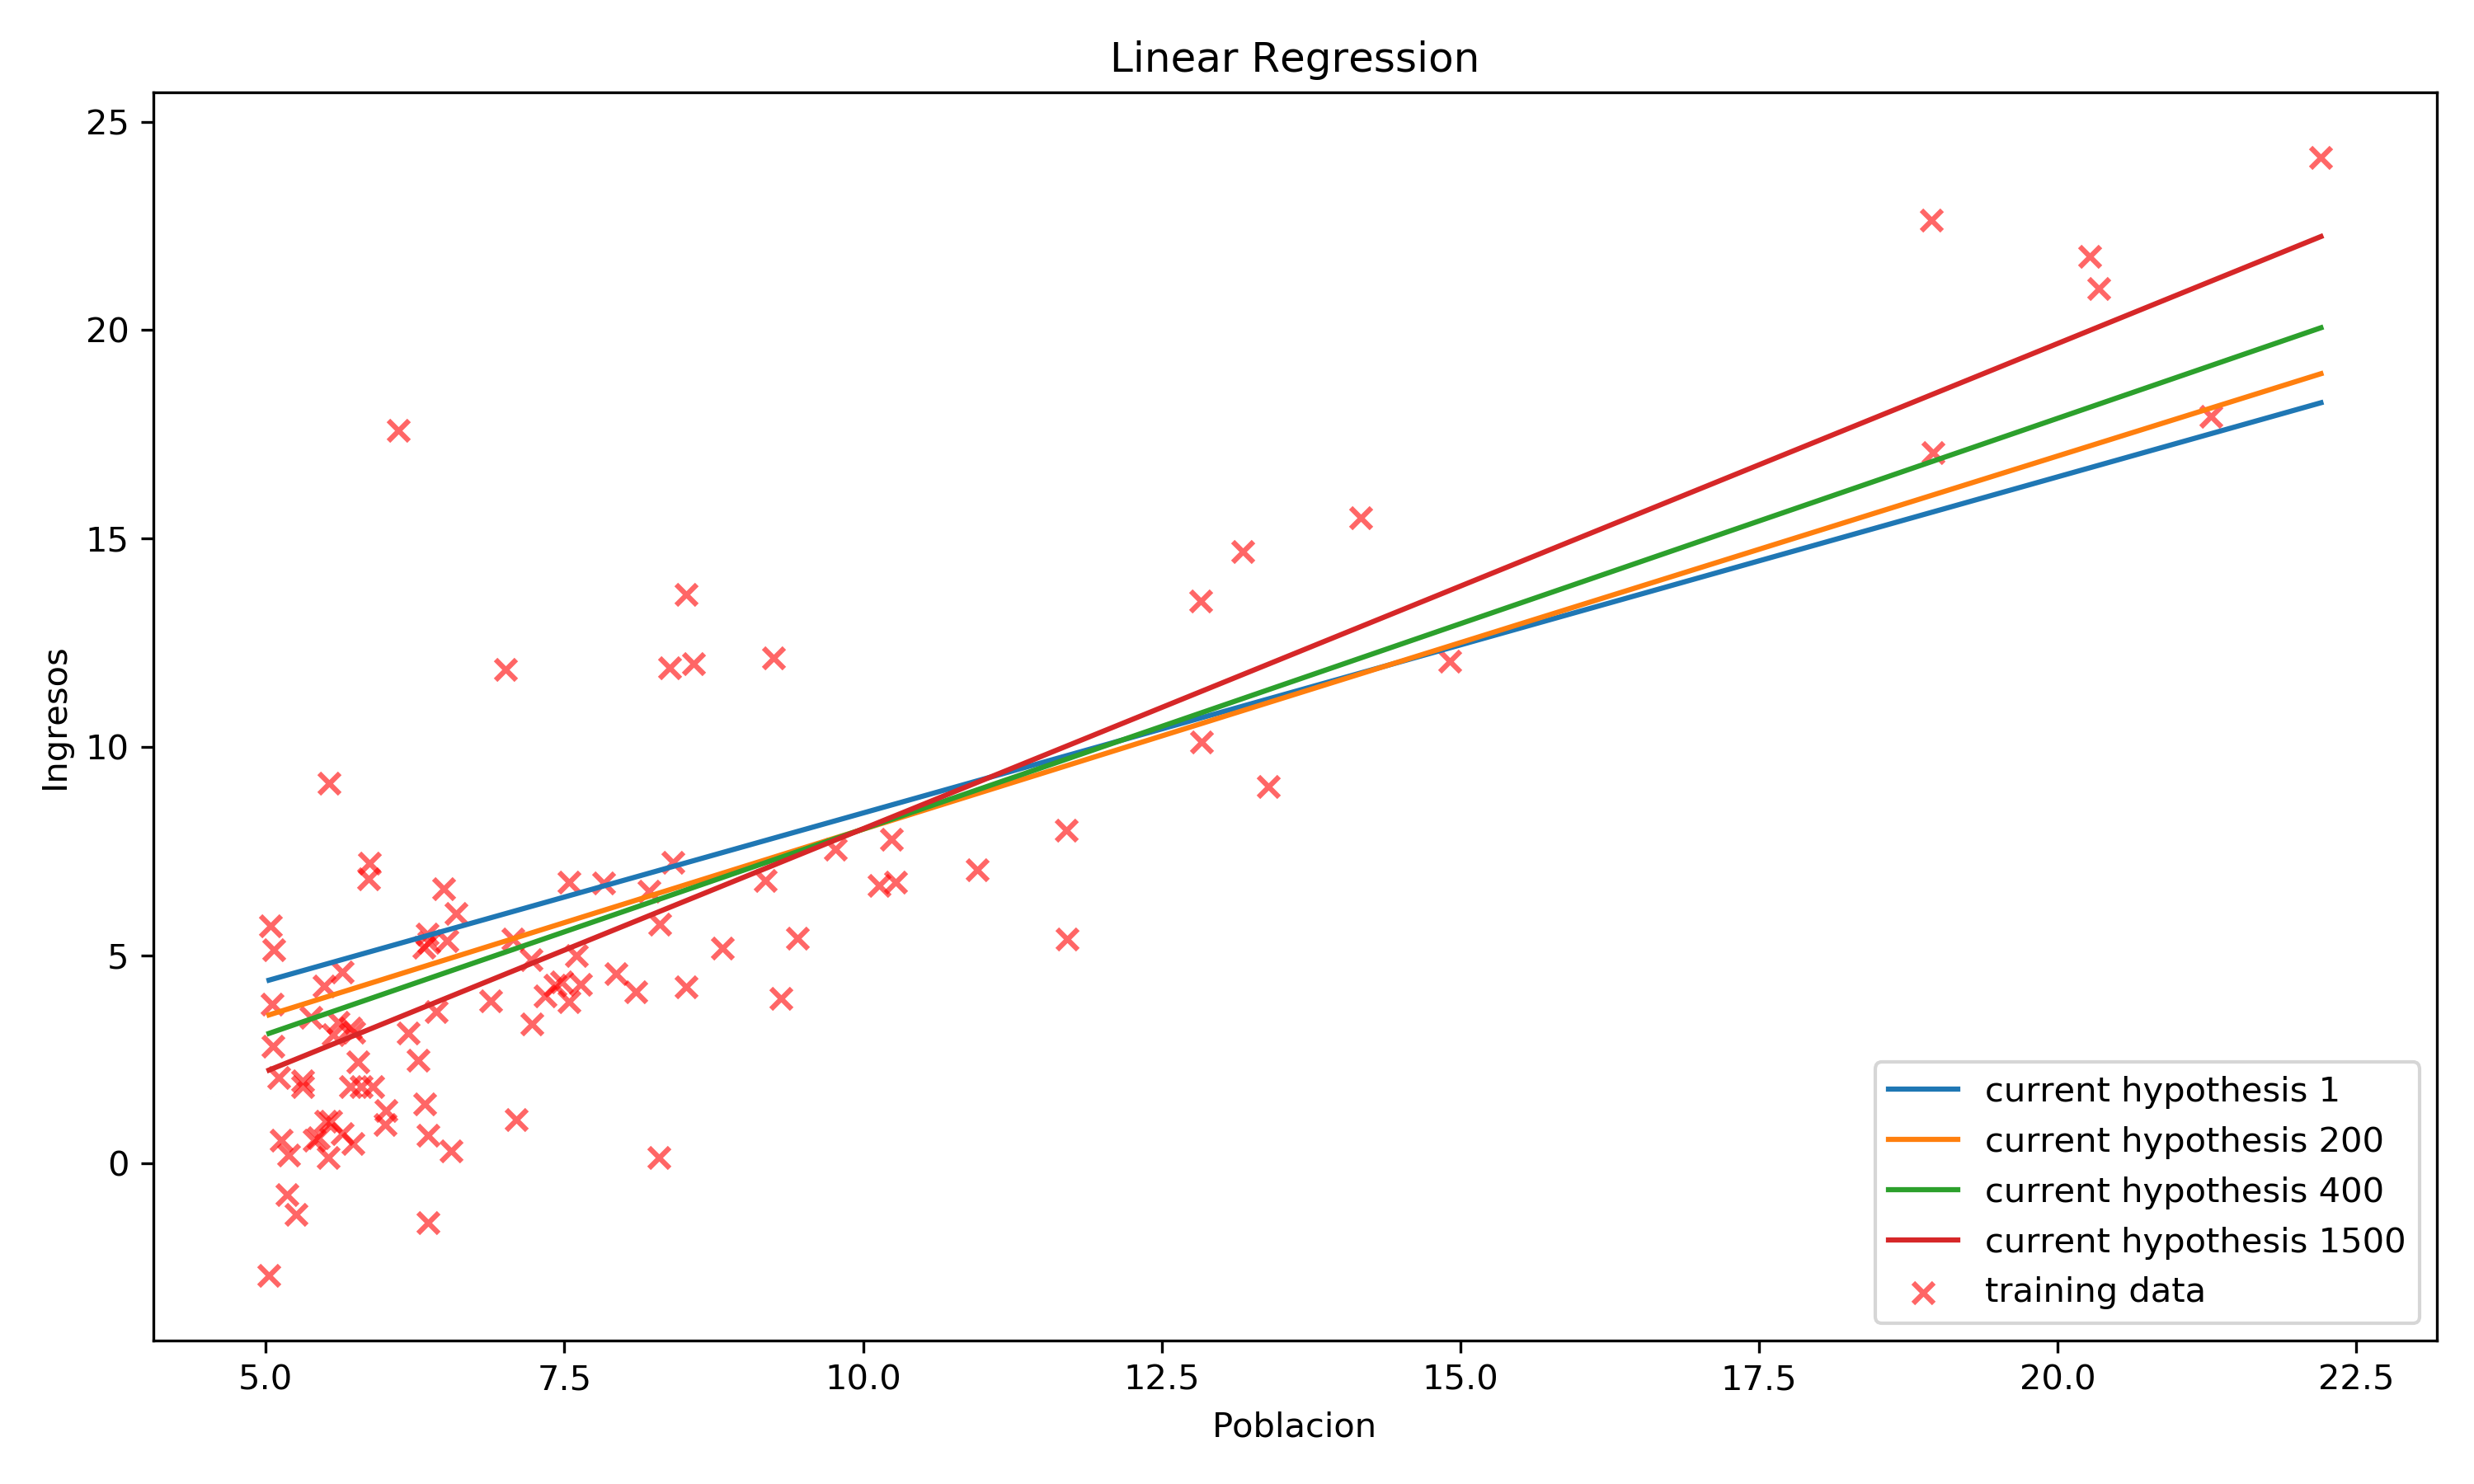 Linear Regression
25
20
15
10
5
0
Ingresos
5.0
7.5
10.0
12.5
15.0
17.5
20.0
22.5
Poblacion
current hypothesis 1
current hypothesis 200
current hypothesis 400
current hypothesis 1500
training data